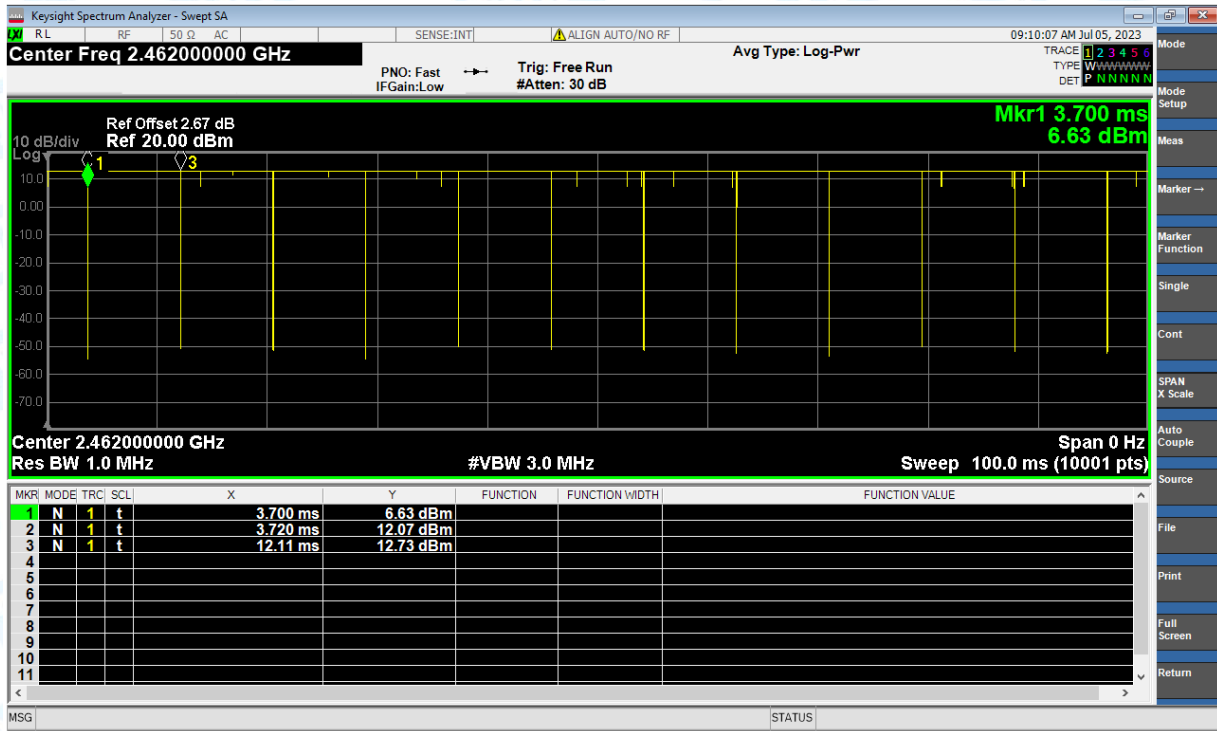 Keysight Spectrum Analyzer - Swept SA
LXI RL RF 50 Ω AC SENSE:INT ALIGN AUTO/NO RF 09:10:07 AM Jul 05, 2023
Center Freq 2.462000000 GHz
PNO: Fast
IFGain:Low
Trig: Free Run
#Atten: 30 dB
Avg Type: Log-Pwr
TRACE 1 2 3 4 5 6
TYPE WWWWWW
DET P N N N N N
Mkr1 3.700 ms
6.63 dBm
Ref Offset 2.67 dB
10 dB/div Ref 20.00 dBm
Log
1
3
10.0
0.00
-10.0
-20.0
-30.0
-40.0
-50.0
-60.0
-70.0
Center 2.462000000 GHz Span 0 Hz
Res BW 1.0 MHz #VBW 3.0 MHz Sweep 100.0 ms (10001 pts)
MKR MODE TRC SCL X Y FUNCTION FUNCTION WIDTH FUNCTION VALUE
1 N 1 t 3.700 ms 6.63 dBm
2 N 1 t 3.720 ms 12.07 dBm
3 N 1 t 12.11 ms 12.73 dBm
4
5
6
7
8
9
10
11
MSG STATUS
Mode
Mode
Setup
Meas
Marker →
Marker
Function
Single
Cont
SPAN
X Scale
Auto
Couple
Source
File
Print
Full
Screen
Return